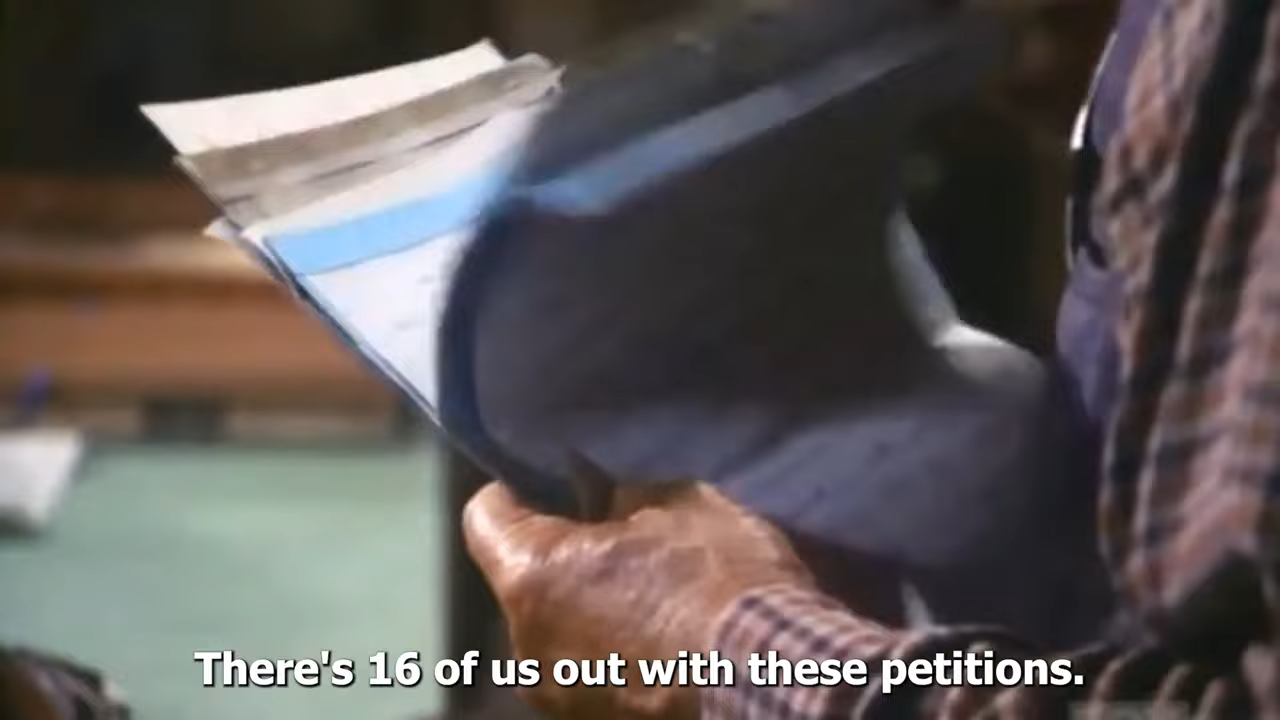 There's 16 of us out with these petitions.